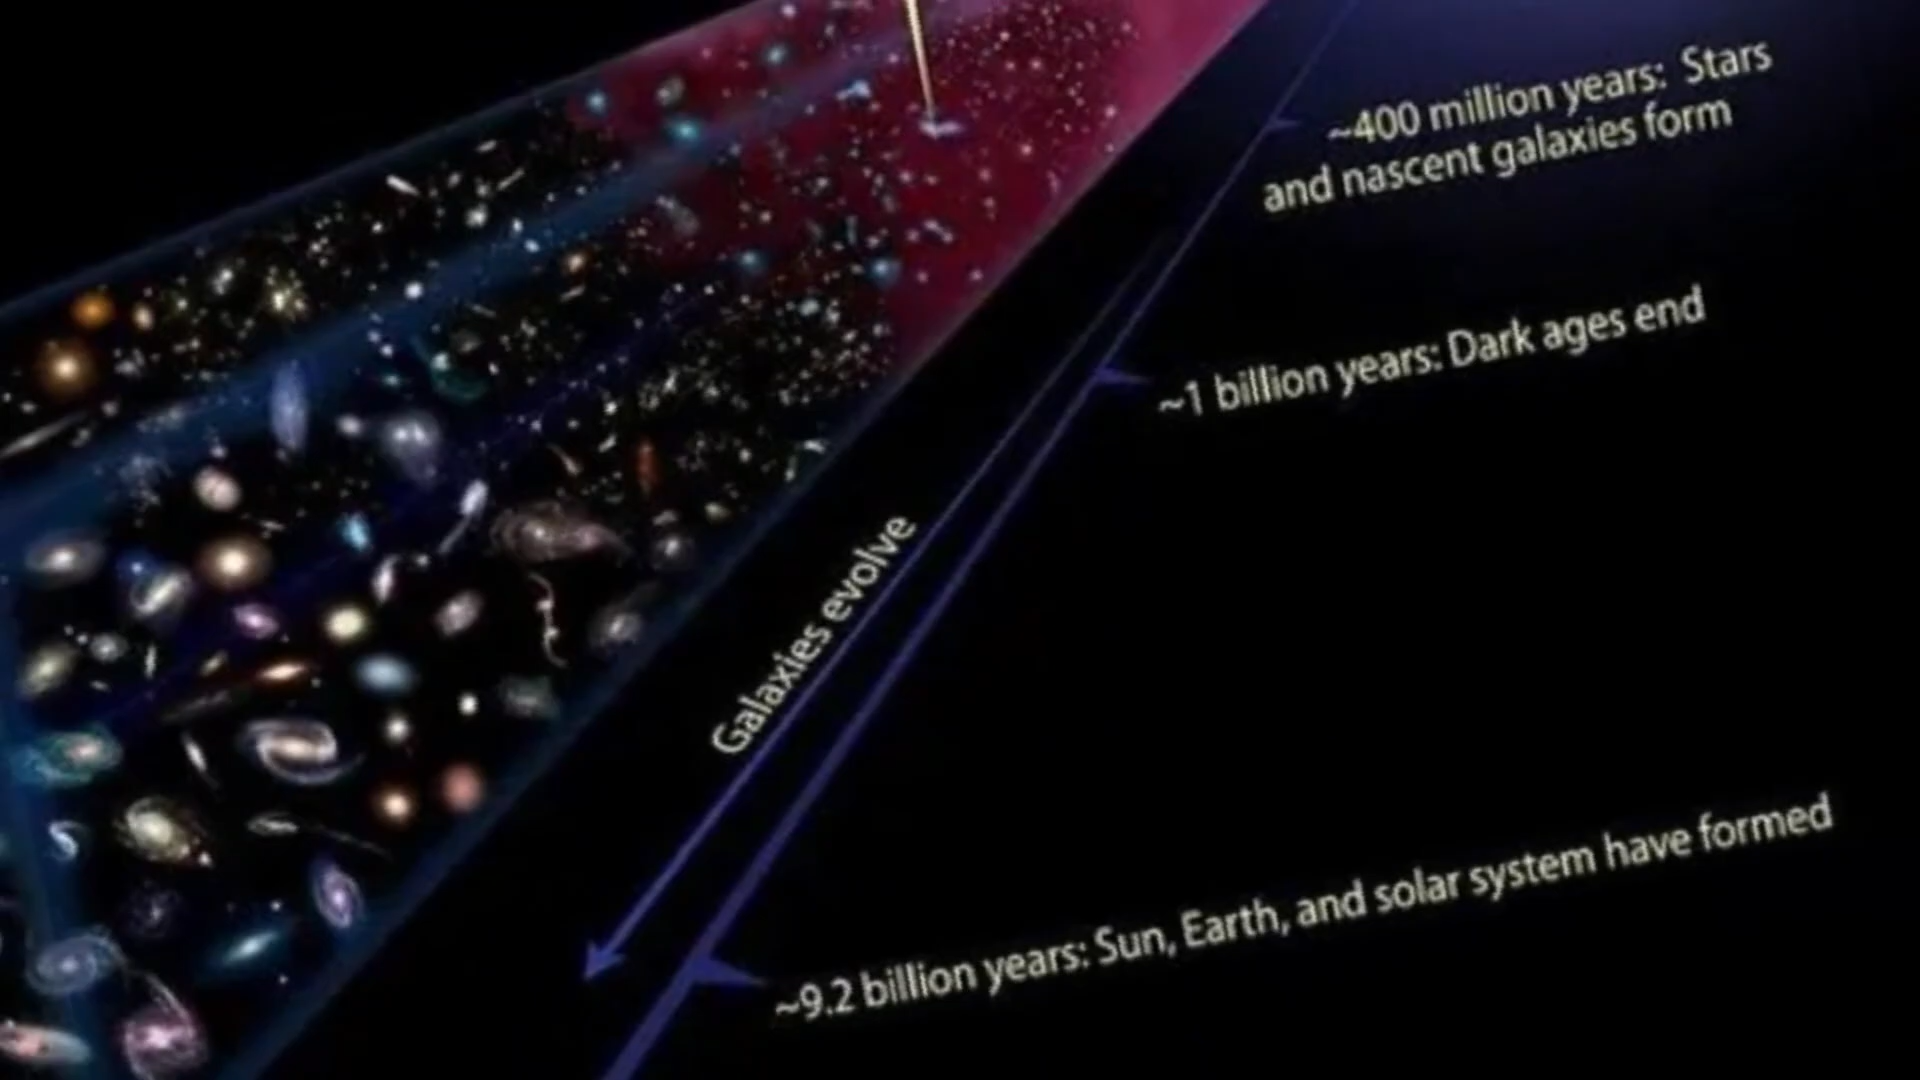 ~400 million years: Stars
and nascent galaxies form
~1 billion years: Dark ages end
Galaxies evolve
~9.2 billion years: Sun, Earth, and solar system have formed